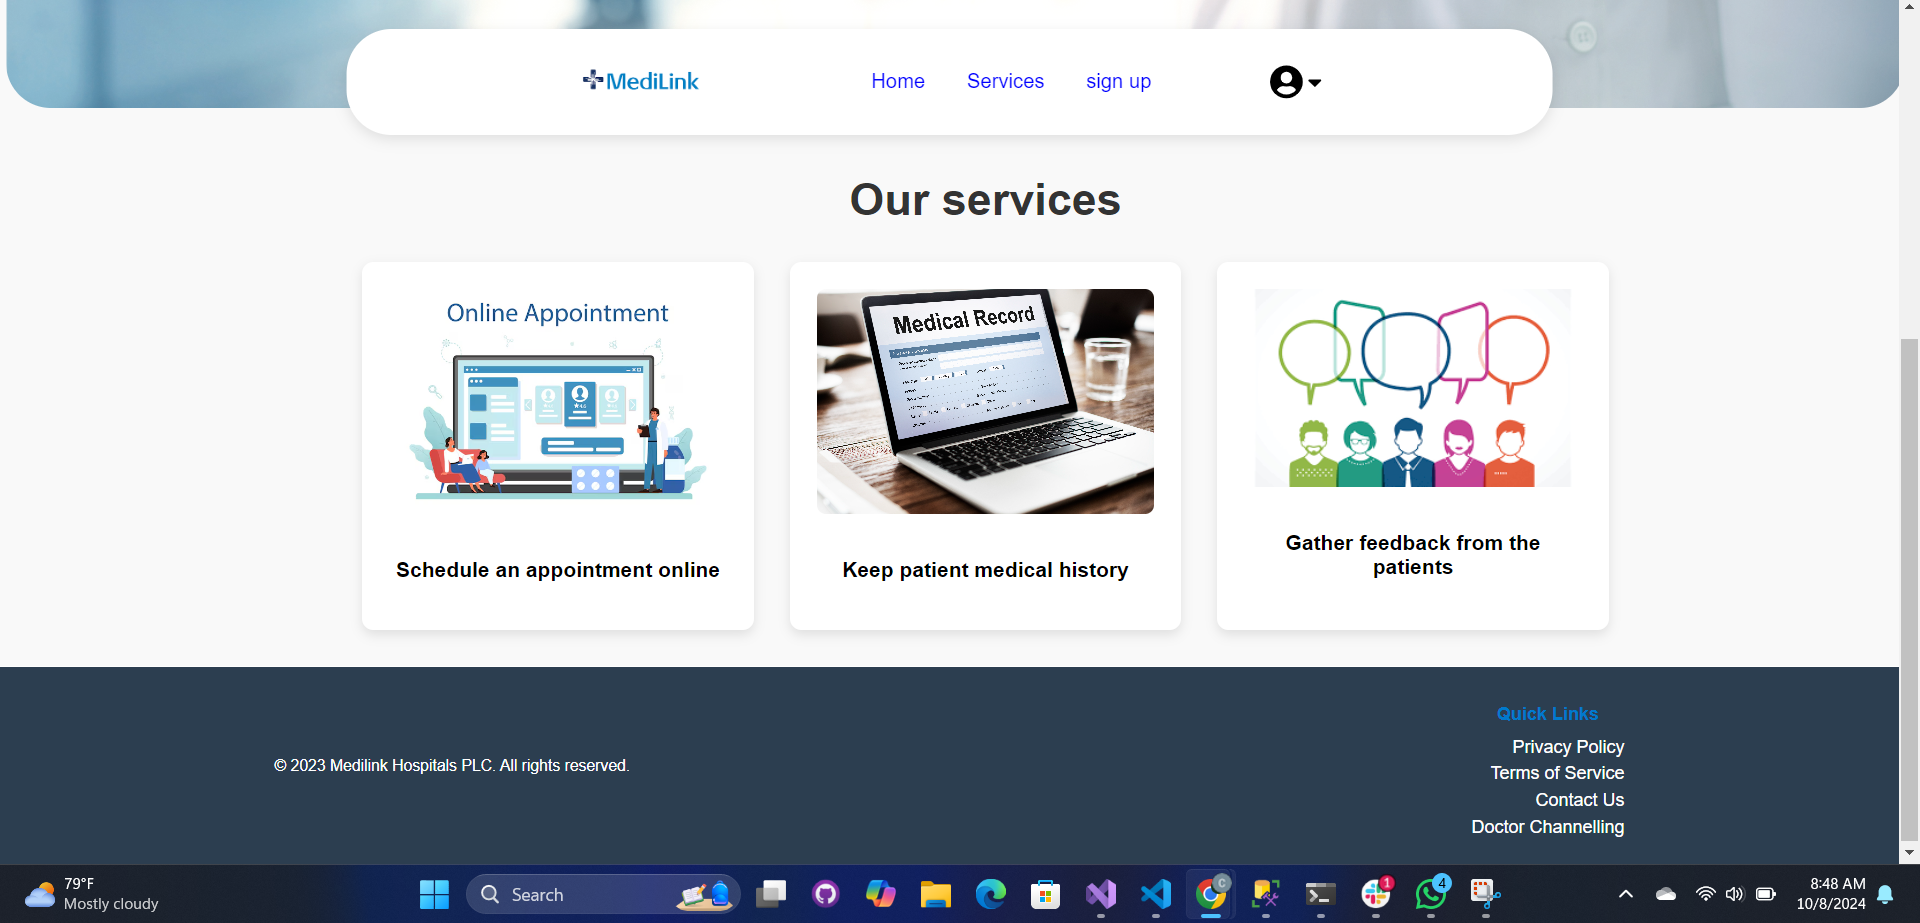 MediLink
Home
Services
sign up
Our services
Online Appointment
Medical Record
Schedule an appointment online
Keep patient medical history
Gather feedback from the
patients
© 2023 Medilink Hospitals PLC. All rights reserved.
Quick Links
Privacy Policy
Terms of Service
Contact Us
Doctor Channelling
79°F
Mostly cloudy
Search
C
1
4
8:48 AM
10/8/2024